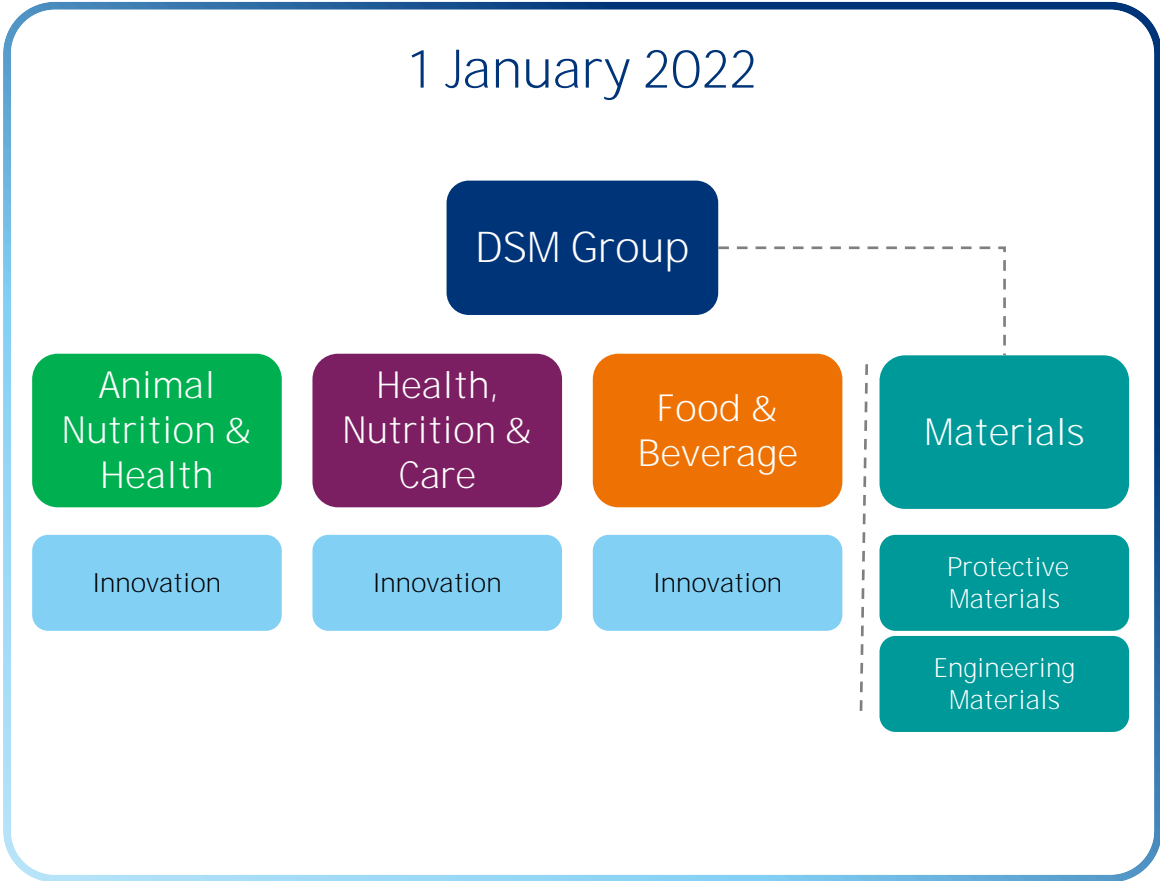 1 January 2022
DSM Group
Animal
Nutrition &
Health
Health,
Nutrition &
Care
Food &
Beverage
Materials
Innovation
Innovation
Innovation
Protective
Materials
Engineering
Materials